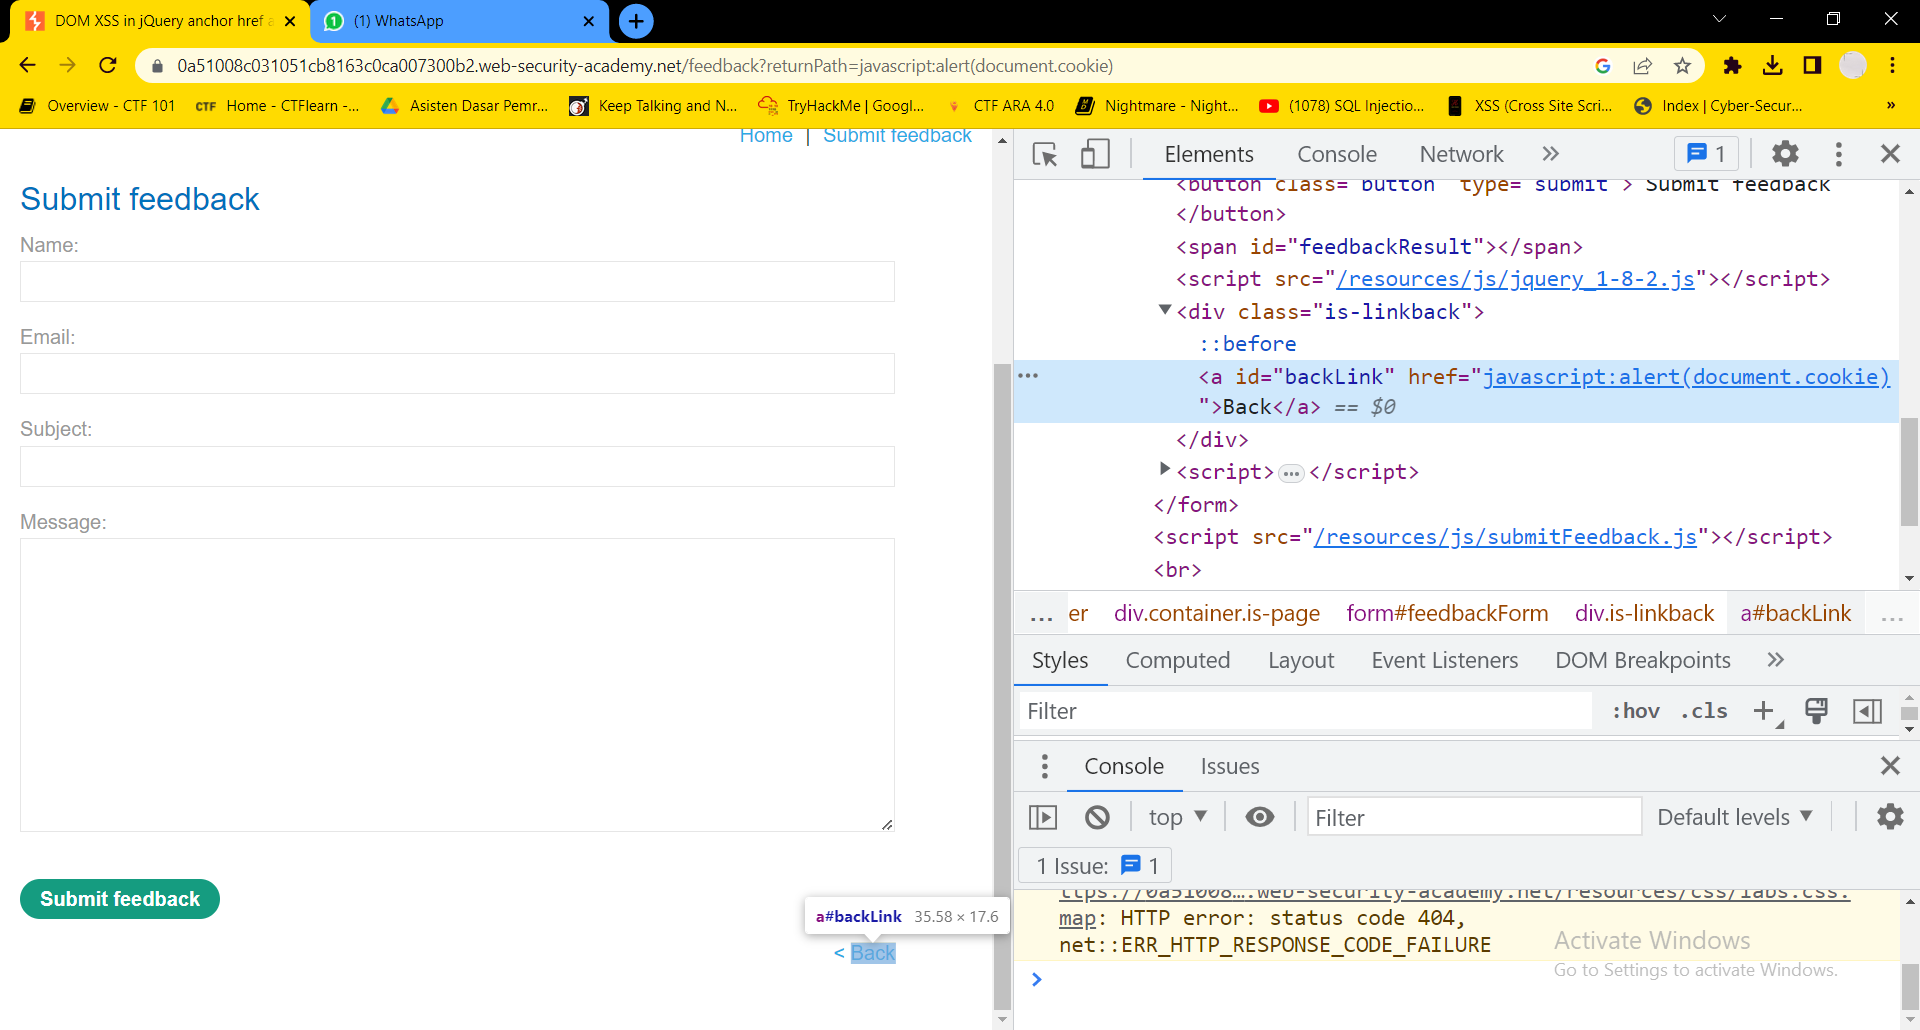 DOM XSS in jQuery anchor href a
(1) WhatsApp
0a51008c031051cb8163c0ca007300b2.web-security-academy.net/feedback?returnPath=javascript:alert(document.cookie)
Overview - CTF 101
CTF Home - CTFlearn -...
Asisten Dasar Pemr...
Keep Talking and N...
TryHackMe | Googl...
CTF ARA 4.0
Nightmare - Night...
(1078) SQL Injectio...
XSS (Cross Site Scri...
Index | Cyber-Secur...
»
Home | Submit feedback
Submit feedback
Name:
Email:
Subject:
Message:
Submit feedback
a#backLink 35.58 × 17.6
< Back
Elements Console Network » 1
<button class="button" type="submit"> Submit feedback
</button>
<span id="feedbackResult"></span>
<script src="/resources/js/jquery_1-8-2.js"></script>
<div class="is-linkback">
::before
<a id="backLink" href="javascript:alert(document.cookie)
">Back</a> == $0
</div>
<script>…</script>
</form>
<script src="/resources/js/submitFeedback.js"></script>
<br>
... er div.container.is-page form#feedbackForm div.is-linkback a#backLink ...
Styles Computed Layout Event Listeners DOM Breakpoints »
Filter :hov .cls
Console Issues
top Filter Default levels
1 Issue: 1
ttps://0a51008….web-security-academy.net/resources/css/labs.css.
map: HTTP error: status code 404,
net::ERR_HTTP_RESPONSE_CODE_FAILURE
Activate Windows
Go to Settings to activate Windows.